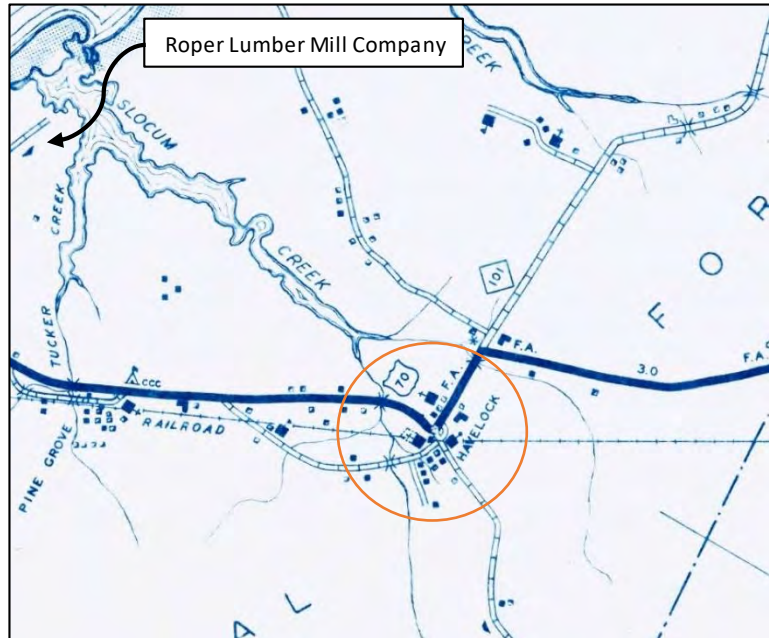 Roper Lumber Mill Company
CREEK
SLOCUM
CREEK
CREEK
TUCKER
101
F O R
F.A.
3.0
F.A.
70
F.A.
CCC
RAILROAD
HAVELOCK
PINE GROVE
A L